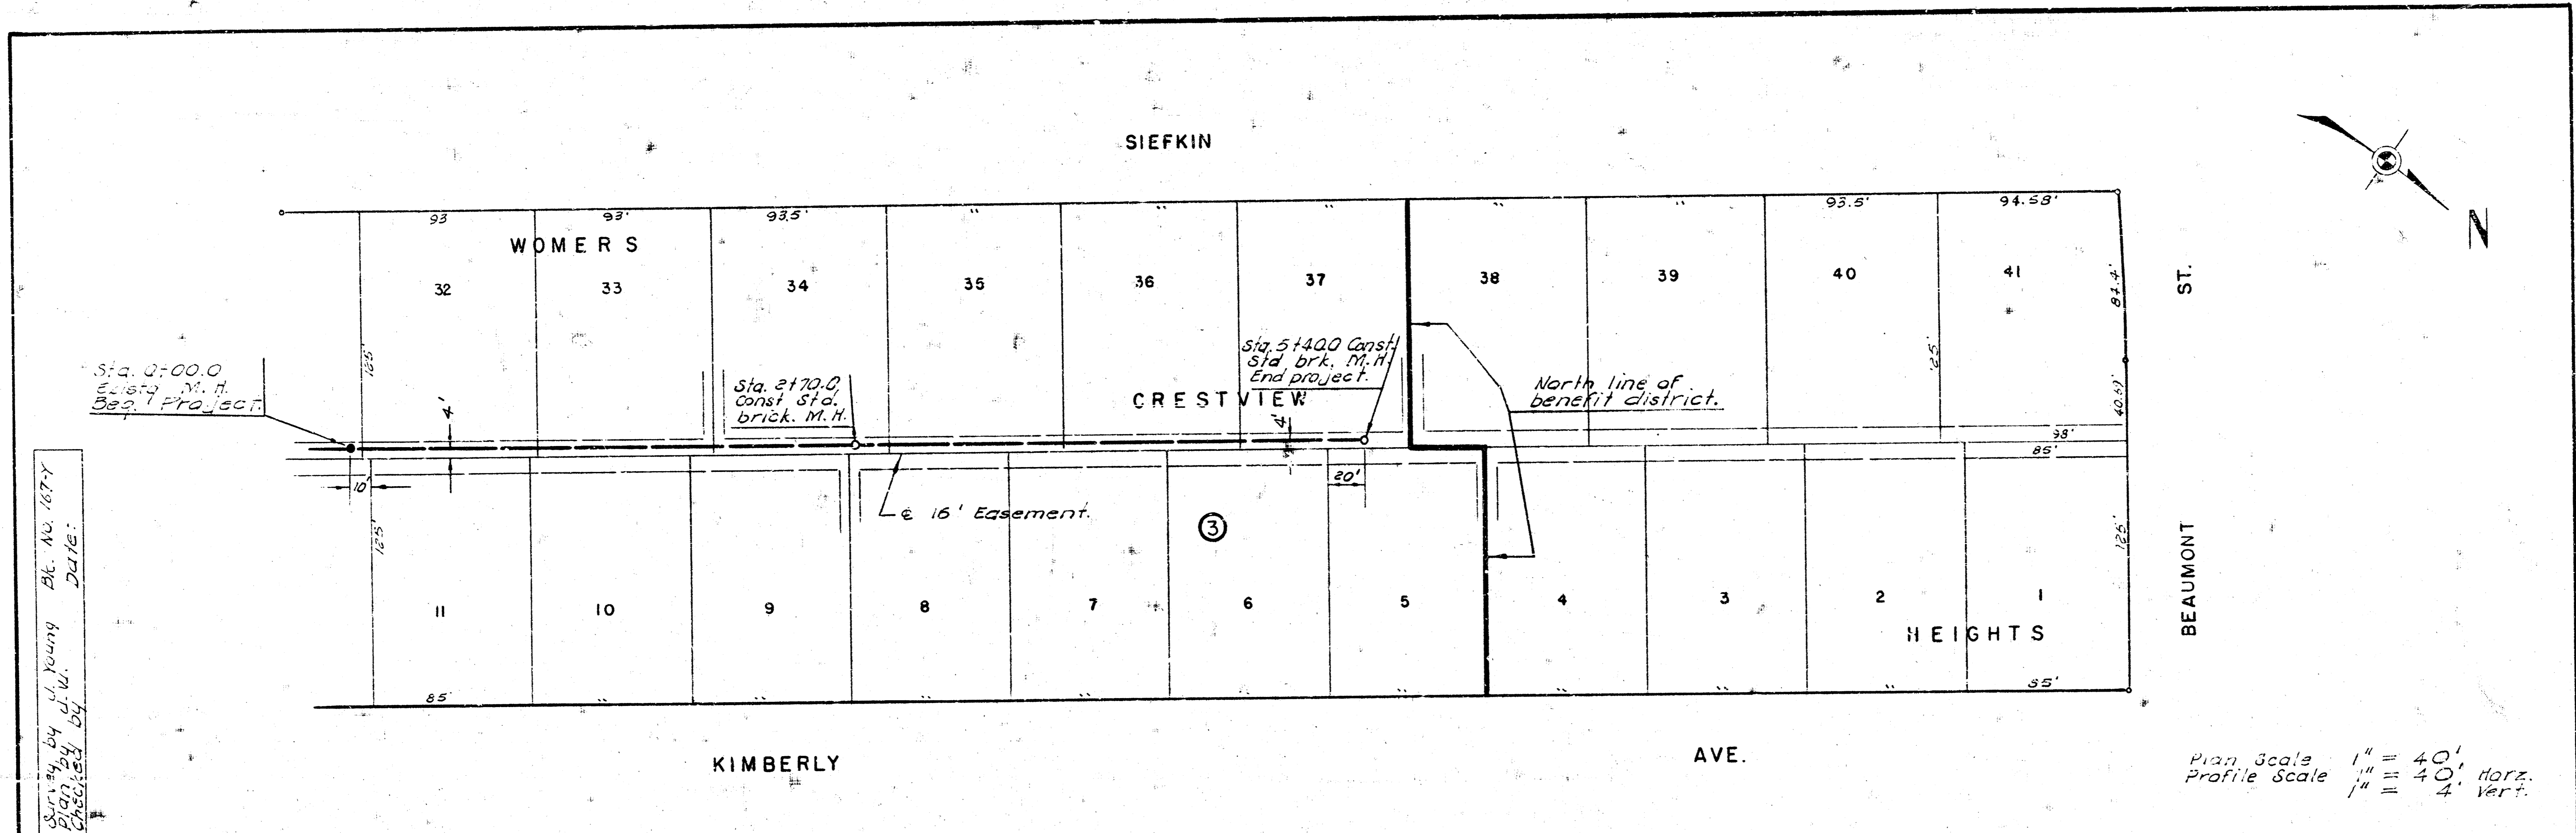 SIEFKIN
93
93'
93.5'
"
"
"
"
93.5'
94.58'
WOMERS
32
33
34
35
36
37
38
39
40
41
87.4'
ST.
N
Sta. 0+00.0
Existg M.H.
Beg. Project.
125'
4'
Sta. 2+70.0
Const Std.
brick. M.H.
Sta. 5+40.0 Const.
Std brk. M.H.
End project.
CRESTVIEW
4'
North line of
benefit district.
125'
40.69'
98'
85'
10'
20'
℄ 16' Easement.
3
125'
125'
11
10
9
8
7
6
5
4
3
2
1
HEIGHTS
BEAUMONT
85
"
"
"
"
"
"
"
"
"
85'
KIMBERLY
AVE.
Survey by J. Young Bk. No. 167-Y
Plan by J.W. Date:
Checked by
Plan Scale 1" = 40'
Profile Scale 1" = 40' Horz.
1" = 4' Vert.